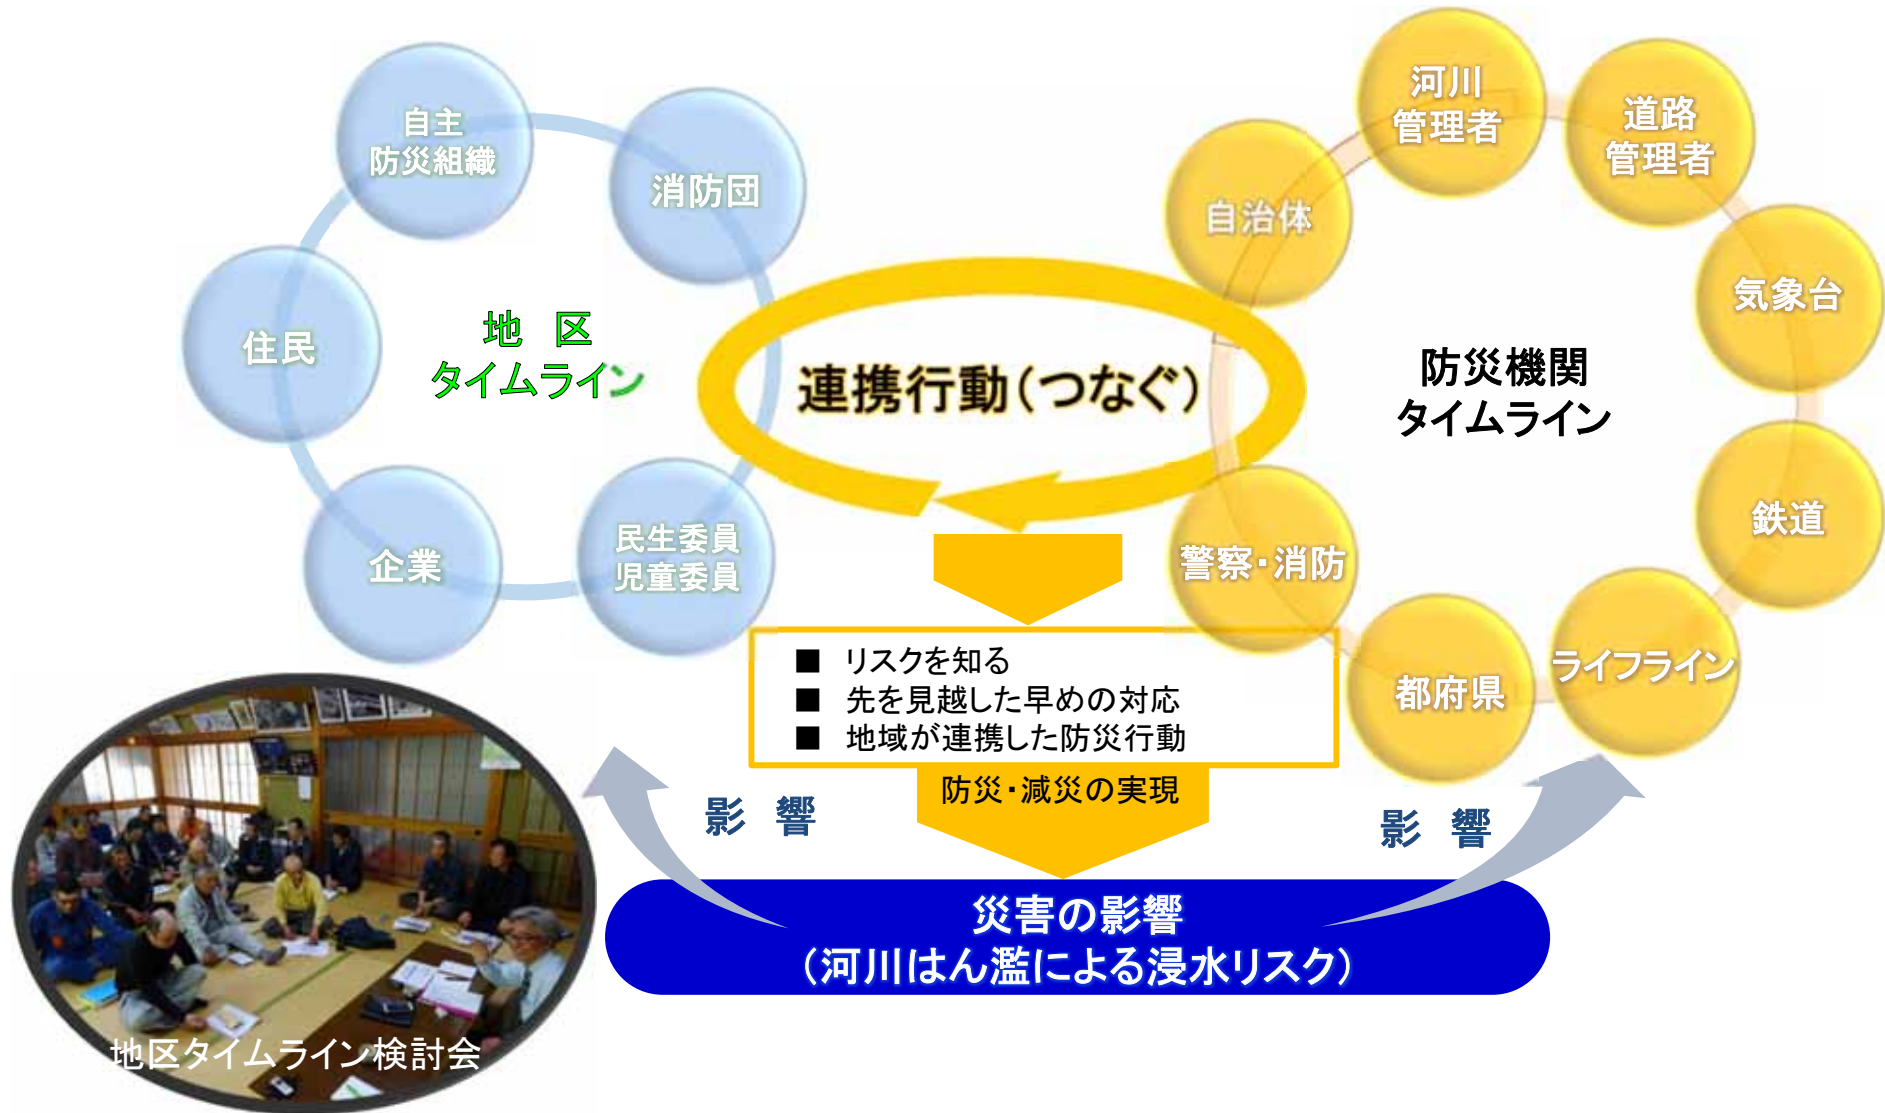 自主
防災組織
消防団
住民
地 区
タイムライン
企業
民生委員
児童委員
連携行動(つなぐ)
河川
管理者
道路
管理者
自治体
気象台
防災機関
タイムライン
鉄道
警察・消防
ライフライン
都府県
■ リスクを知る
■ 先を見越した早めの対応
■ 地域が連携した防災行動
防災・減災の実現
影 響
影 響
災害の影響
(河川はん濫による浸水リスク)
地区タイムライン検討会